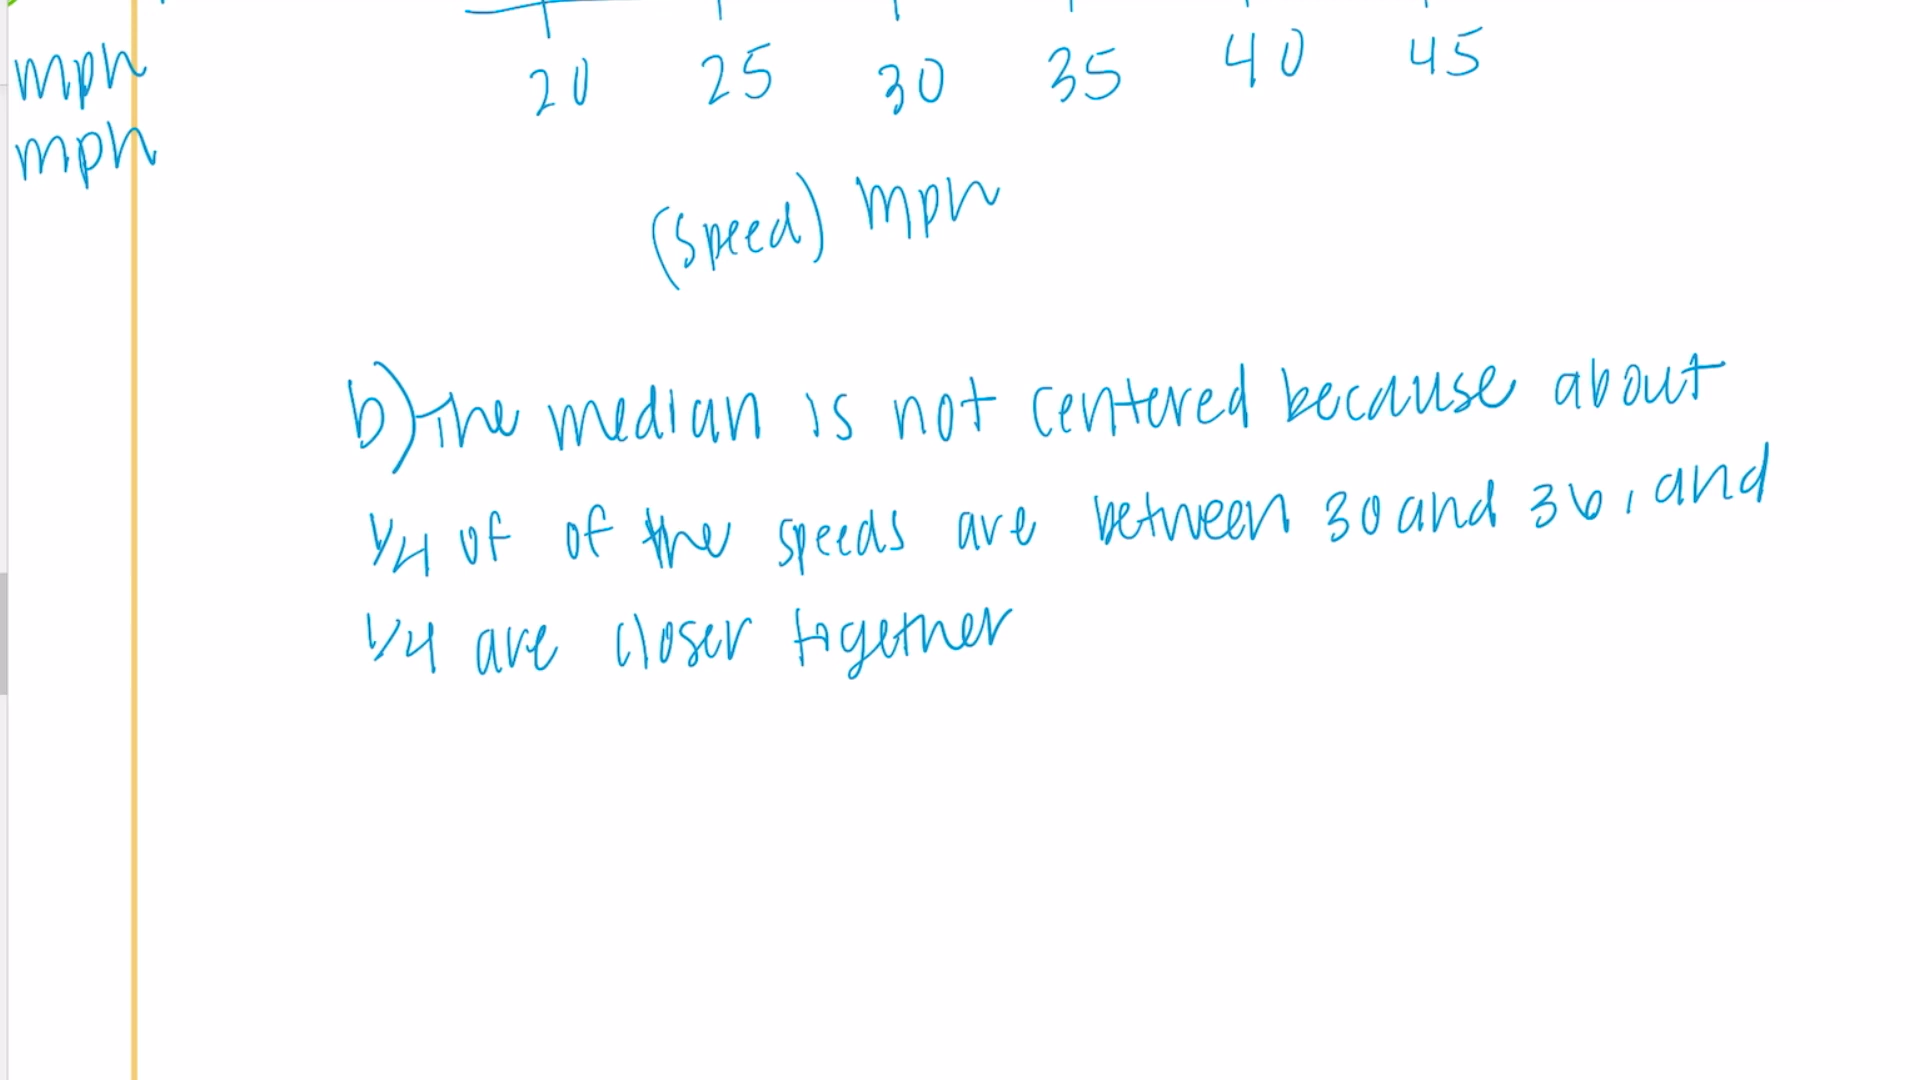 mph
20 25 30 35 40 45
mph
(speed) mph
b) The median is not centered because about
1/4 of of the speeds are between 30 and 36, and
1/4 are closer together